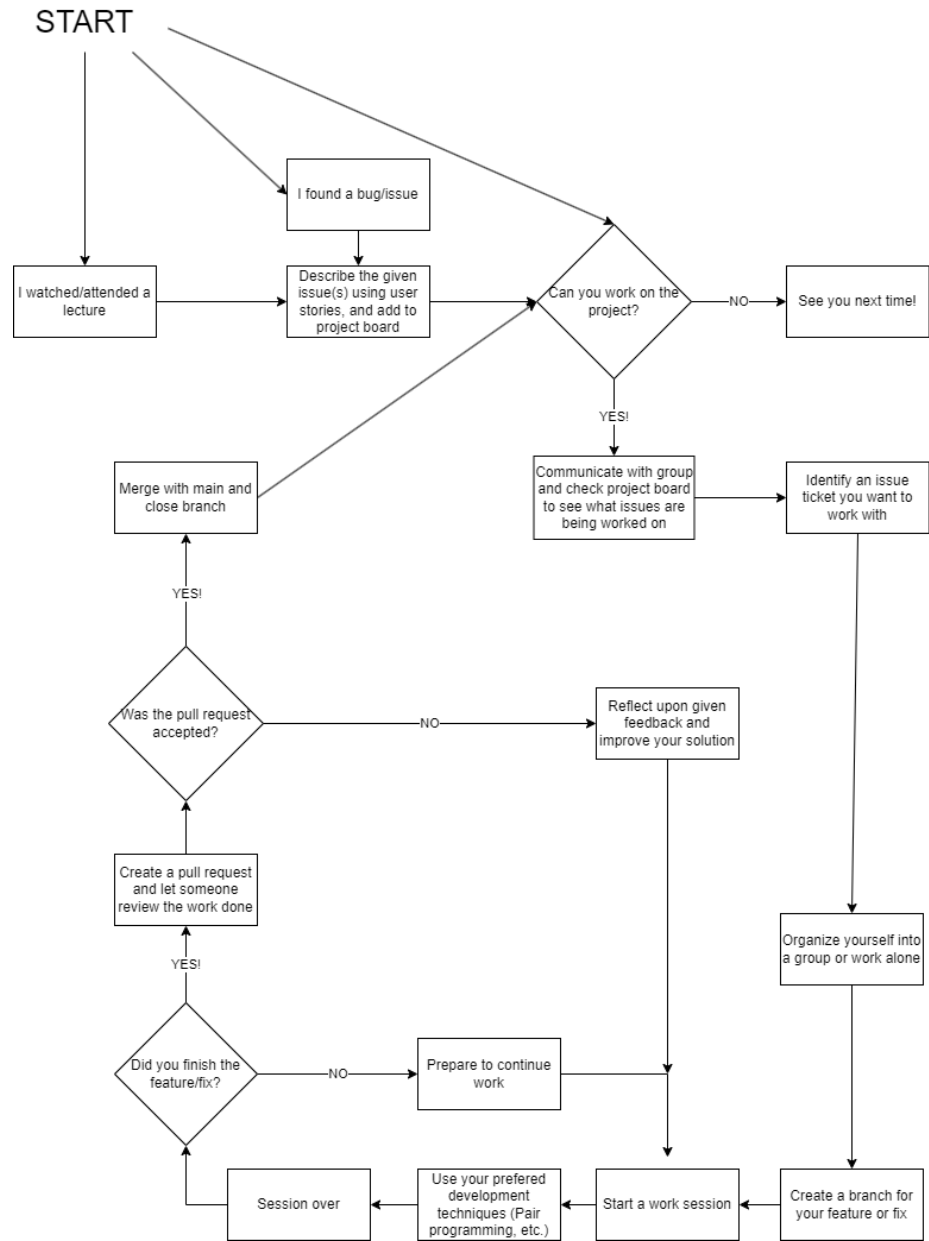 START
I found a bug/issue
I watched/attended a
lecture
Describe the given
issue(s) using user
stories, and add to
project board
Can you work on the
project?
NO
See you next time!
YES!
Communicate with group
and check project board
to see what issues are
being worked on
Identify an issue
ticket you want to
work with
Merge with main and
close branch
YES!
Was the pull request
accepted?
NO
Reflect upon given
feedback and
improve your solution
Create a pull request
and let someone
review the work done
Organize yourself into
a group or work alone
YES!
Did you finish the
feature/fix?
NO
Prepare to continue
work
Session over
Use your prefered
development
techniques (Pair
programming, etc.)
Start a work session
Create a branch for
your feature or fix